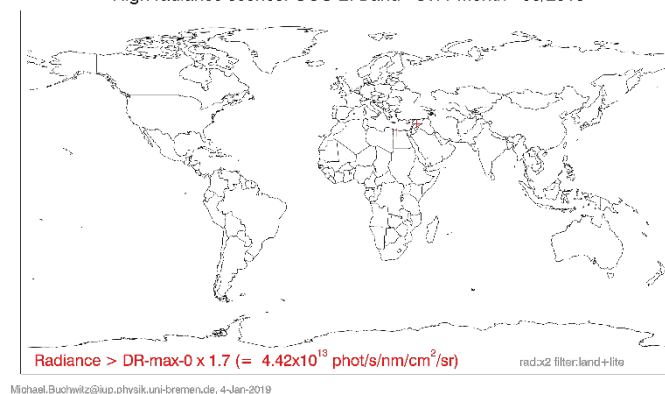 Radiance > DR-max-0 x 1.7 (= 4.42x10¹³ phot/s/nm/cm²/sr)
rad:x2 filter:land+lite
Michael.Buchwitz@iup.physik.uni-bremen.de, 4-Jan-2019